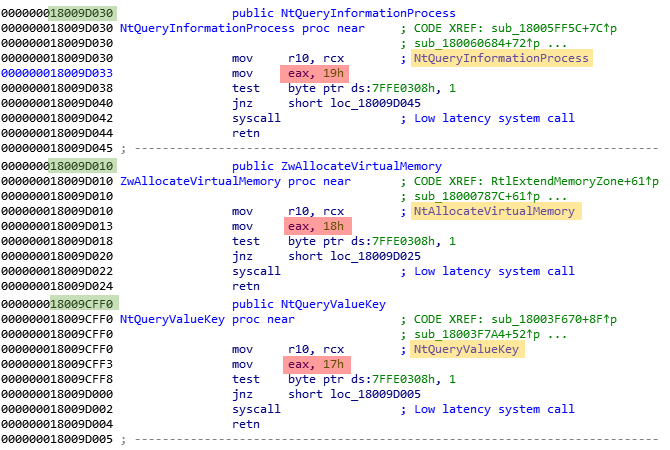 000000018009D030                 public NtQueryInformationProcess
000000018009D030 NtQueryInformationProcess proc near     ; CODE XREF: sub_18005FF5C+7C↑p
000000018009D030                                         ; sub_180060684+72↑p ...
000000018009D030                 mov     r10, rcx        ; NtQueryInformationProcess
000000018009D033                 mov     eax, 19h
000000018009D038                 test    byte ptr ds:7FFE0308h, 1
000000018009D040                 jnz     short loc_18009D045
000000018009D042                 syscall                 ; Low latency system call
000000018009D044                 retn
000000018009D045 ; ---------------------------------------------------------------------------
000000018009D010                 public ZwAllocateVirtualMemory
000000018009D010 ZwAllocateVirtualMemory proc near       ; CODE XREF: RtlExtendMemoryZone+61↑p
000000018009D010                                         ; sub_18000787C+61↑p ...
000000018009D010                 mov     r10, rcx        ; NtAllocateVirtualMemory
000000018009D013                 mov     eax, 18h
000000018009D018                 test    byte ptr ds:7FFE0308h, 1
000000018009D020                 jnz     short loc_18009D025
000000018009D022                 syscall                 ; Low latency system call
000000018009D024                 retn
000000018009CFF0                 public NtQueryValueKey
000000018009CFF0 NtQueryValueKey proc near               ; CODE XREF: sub_18003F670+8F↑p
000000018009CFF0                                         ; sub_18003F7A4+52↑p ...
000000018009CFF0                 mov     r10, rcx        ; NtQueryValueKey
000000018009CFF3                 mov     eax, 17h
000000018009CFF8                 test    byte ptr ds:7FFE0308h, 1
000000018009D000                 jnz     short loc_18009D005
000000018009D002                 syscall                 ; Low latency system call
000000018009D004                 retn
000000018009D005 ; ---------------------------------------------------------------------------